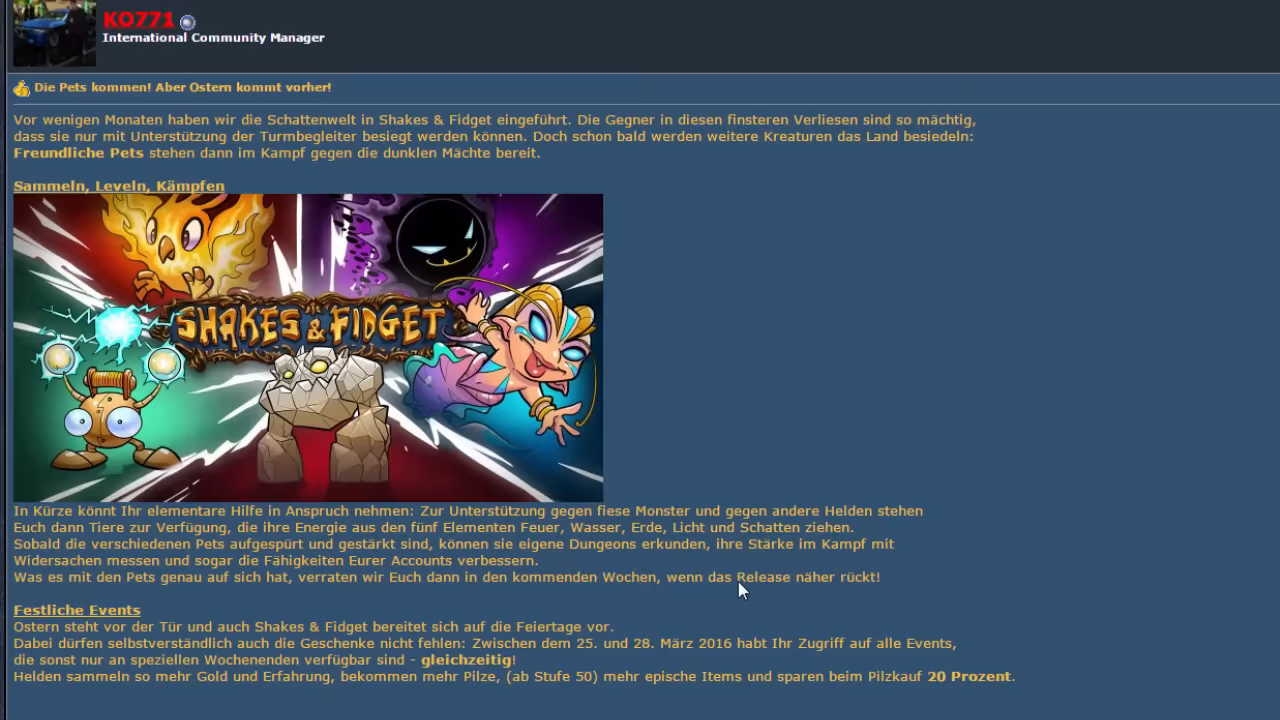 KO771
International Community Manager
Die Pets kommen! Aber Ostern kommt vorher!
Vor wenigen Monaten haben wir die Schattenwelt in Shakes & Fidget eingeführt. Die Gegner in diesen finsteren Verliesen sind so mächtig,
dass sie nur mit Unterstützung der Turmbegleiter besiegt werden können. Doch schon bald werden weitere Kreaturen das Land besiedeln:
Freundliche Pets stehen dann im Kampf gegen die dunklen Mächte bereit.
Sammeln, Leveln, Kämpfen
SHAKES & FIDGET
In Kürze könnt Ihr elementare Hilfe in Anspruch nehmen: Zur Unterstützung gegen fiese Monster und gegen andere Helden stehen
Euch dann Tiere zur Verfügung, die ihre Energie aus den fünf Elementen Feuer, Wasser, Erde, Licht und Schatten ziehen.
Sobald die verschiedenen Pets aufgespürt und gestärkt sind, können sie eigene Dungeons erkunden, ihre Stärke im Kampf mit
Widersachen messen und sogar die Fähigkeiten Eurer Accounts verbessern.
Was es mit den Pets genau auf sich hat, verraten wir Euch dann in den kommenden Wochen, wenn das Release näher rückt!
Festliche Events
Ostern steht vor der Tür und auch Shakes & Fidget bereitet sich auf die Feiertage vor.
Dabei dürfen selbstverständlich auch die Geschenke nicht fehlen: Zwischen dem 25. und 28. März 2016 habt Ihr Zugriff auf alle Events,
die sonst nur an speziellen Wochenenden verfügbar sind - gleichzeitig!
Helden sammeln so mehr Gold und Erfahrung, bekommen mehr Pilze, (ab Stufe 50) mehr epische Items und sparen beim Pilzkauf 20 Prozent.